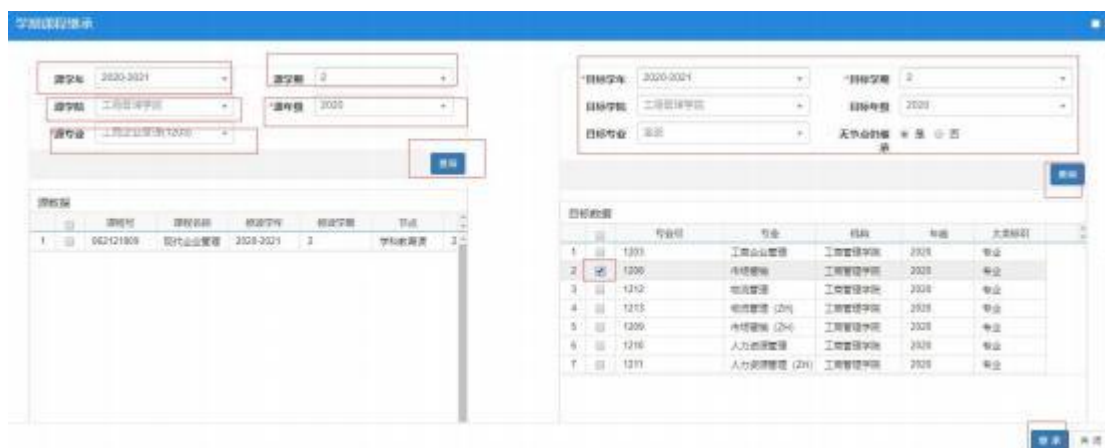 学期课程继承
源学年 2020-2021 源学期 2
源学院 工商管理学院 *源年级 2020
*源专业 工商企业管理(1203)
查询
源数据
课程号 课程名称 修读学年 修读学期 节点
1 062121909 现代企业管理 2020-2021 2
*目标学年 2020-2021 *目标学期 2
目标学院 工商管理学院 目标年级 2020
目标专业 无节点仍继承 是 否
查询
目标数据
专业号 专业 机构 年级 大类标识
1 1203 工商企业管理 工商管理学院 2020 专业
2 1206 市场营销 工商管理学院 2020 专业
3 1212 物流管理 工商管理学院 2020 专业
4 1213 物流管理 (ZH) 工商管理学院 2020 专业
5 1209 市场营销 (ZH) 工商管理学院 2020 专业
6 1210 人力资源管理 工商管理学院 2020 专业
7 1211 人力资源管理 (ZH) 工商管理学院 2020 专业
继承 关闭